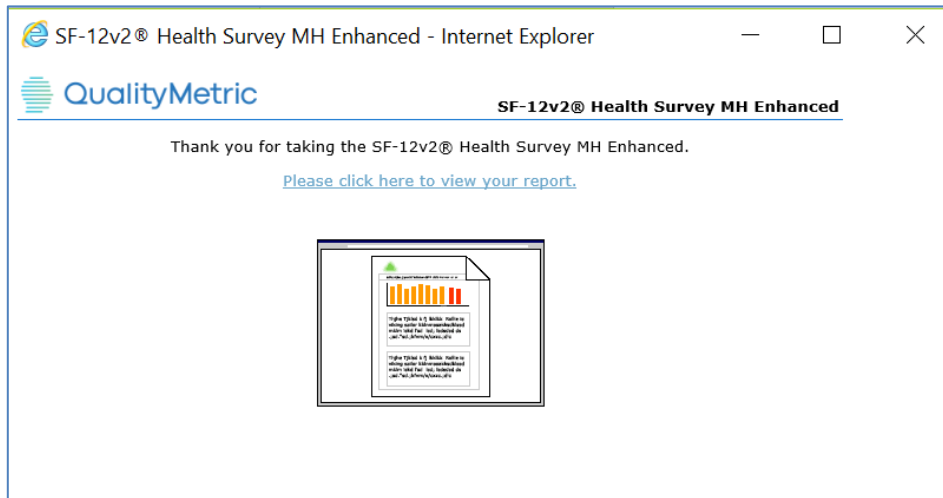 SF-12v2® Health Survey MH Enhanced - Internet Explorer
QualityMetric
SF-12v2® Health Survey MH Enhanced
Thank you for taking the SF-12v2® Health Survey MH Enhanced.
Please click here to view your report.